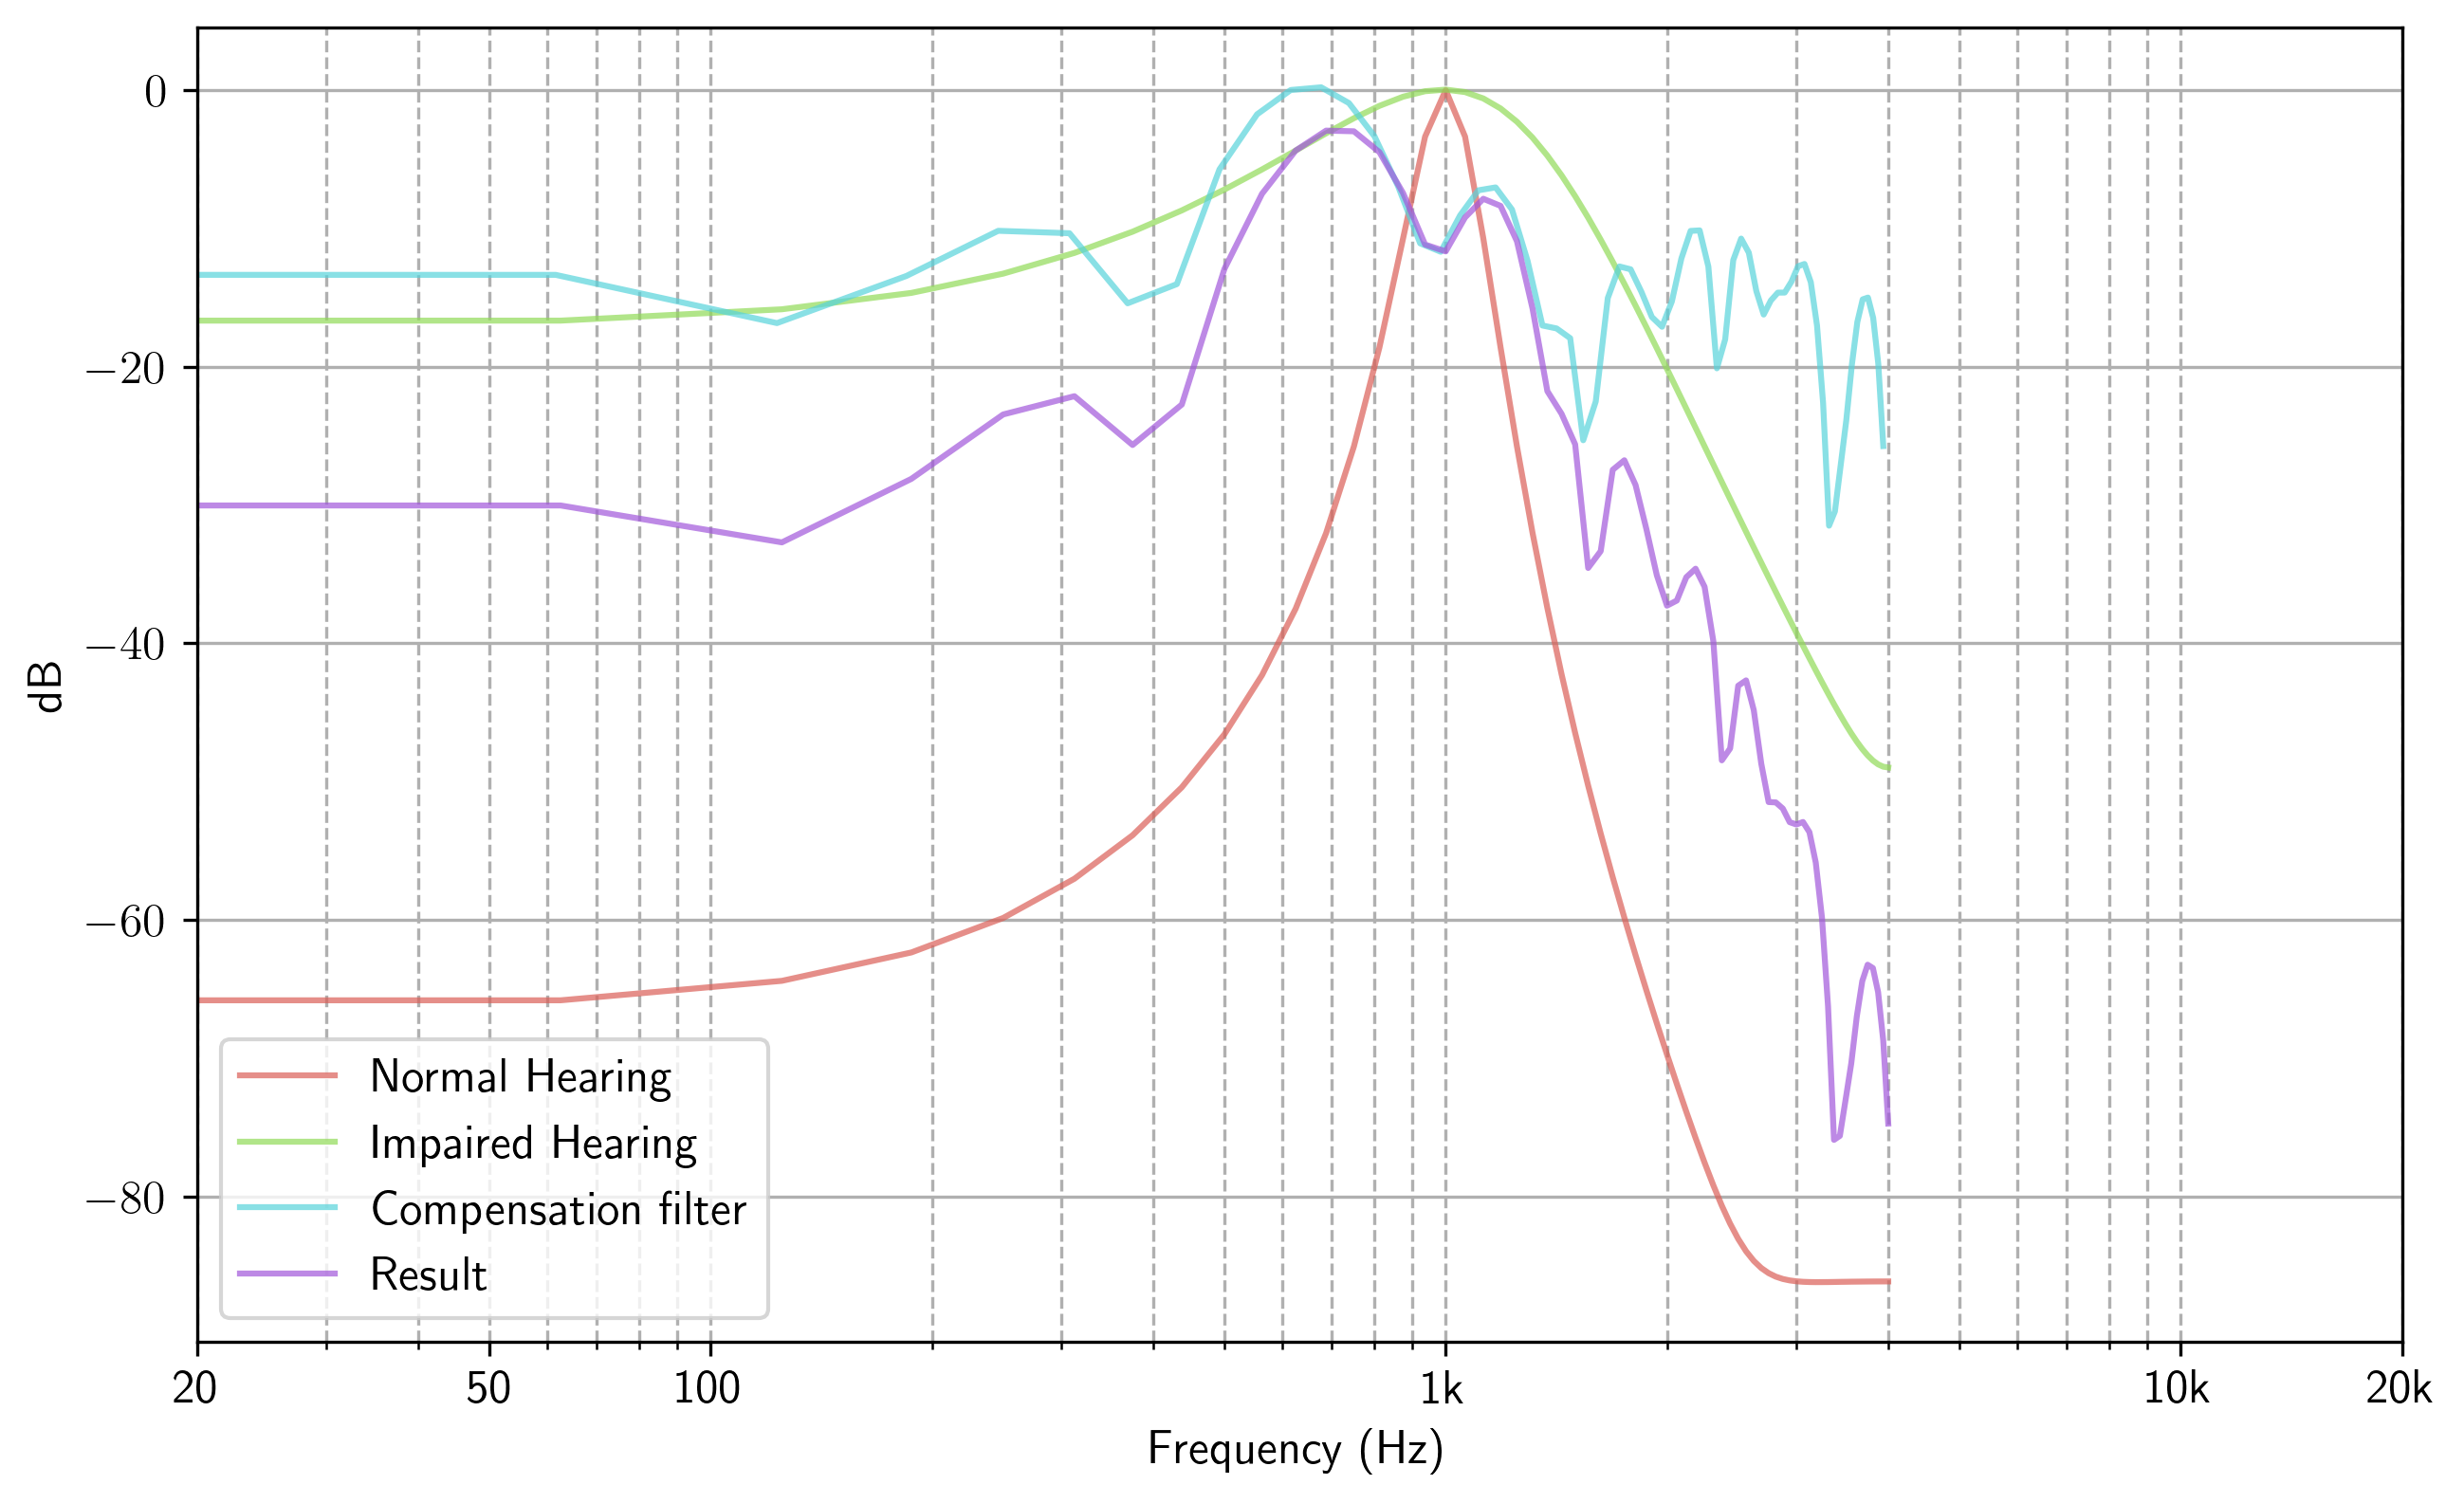 0
−20
−40
−60
−80
dB
Normal Hearing
Impaired Hearing
Compensation filter
Result
20 50 100 1k 10k 20k
Frequency (Hz)